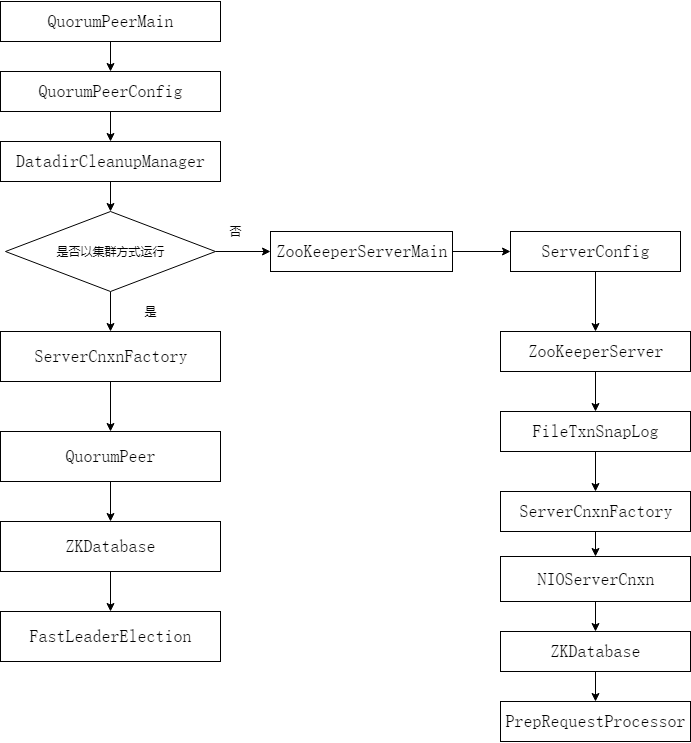 QuorumPeerMain
QuorumPeerConfig
DatadirCleanupManager
是否以集群方式运行
否
ZooKeeperServerMain
ServerConfig
是
ServerCnxnFactory
QuorumPeer
ZKDatabase
FastLeaderElection
ZooKeeperServer
FileTxnSnapLog
ServerCnxnFactory
NIOServerCnxn
ZKDatabase
PrepRequestProcessor